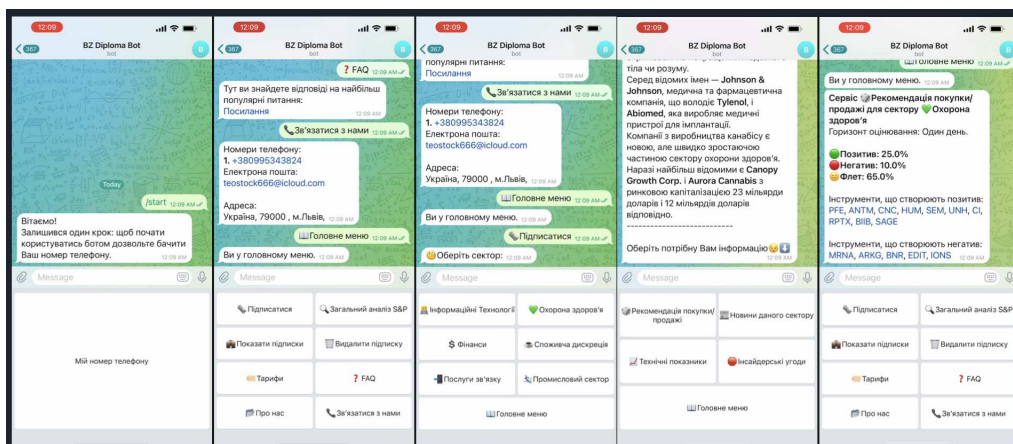 12:09
367
BZ Diploma Bot
bot
B
Today
/start 12:09 AM
Вітаємо!
Залишився один крок: щоб почати
користуватись ботом дозвольте бачити
Ваш номер телефону. 12:09 AM
Message
Мій номер телефону
12:09
367
BZ Diploma Bot
bot
B
❓ FAQ 12:09 AM
Тут ви знайдете відповіді на найбільш
популярні питання:
Посилання 12:09 AM
📞Зв'язатися з нами 12:09 AM
Номери телефону:
1. +380995343824
Електрона пошта:
teostock666@icloud.com
Адреса:
Україна, 79000 , м.Львів, 12:09 AM
📖Головне меню 12:09 AM
Ви у головному меню. 12:09 AM
Message
Підписатися
Загальний аналіз S&P
Показати підписки
Видалити підписку
Тарифи
❓ FAQ
Про нас
Зв'язатися з нами
12:09
367
BZ Diploma Bot
bot
B
популярні питання:
Посилання 12:09 AM
📞Зв'язатися з нами 12:09 AM
Номери телефону:
1. +380995343824
Електрона пошта:
teostock666@icloud.com
Адреса:
Україна, 79000 , м.Львів, 12:09 AM
📖Головне меню 12:09 AM
Ви у головному меню. 12:09 AM
Підписатися 12:09 AM
Оберіть сектор: 12:09 AM
Message
Інформаційні Технології
💚Охорона здоров'я
$ Фінанси
Споживча дискреція
Послуги зв'язку
Промисловий сектор
📖Головне меню
12:09
367
BZ Diploma Bot
bot
B
тіла чи розуму.
Серед відомих імен — Johnson &
Johnson, медична та фармацевтична
компанія, що володіє Tylenol, і
Abiomed, яка виробляє медичні
пристрої для імплантації.
Компанії з виробництва канабісу є
новою, але швидко зростаючою
частиною сектору охорони здоров'я.
Наразі найбільш відомими є Canopy
Growth Corp. і Aurora Cannabis з
ринковою капіталізацією 23 мільярди
доларів і 12 мільярдів доларів
відповідно.
---------------------------
Оберіть потрібну Вам інформацію😉⬇️
12:09 AM
Message
Рекомендація покупки/
продажі
Новини даного сектору
Технічні показники
Інсайдерські угоди
📖Головне меню
12:09
367
BZ Diploma Bot
bot
B
📖Головне меню 12:09 AM
Ви у головному меню. 12:09 AM
Сервіс Рекомендація покупки/
продажі для сектору 💚Охорона
здоров'я
Горизонт оцінювання: Один день.
Позитив: 25.0%
Негатив: 10.0%
Флет: 65.0%
Інструменти, що створюють позитив:
PFE, ANTM, CNC, HUM, SEM, UNH, CI,
RPTX, BIIB, SAGE
Інструменти, що створюють негатив:
MRNA, ARKG, BNR, EDIT, IONS 12:09 AM
Message
Підписатися
Загальний аналіз S&P
Показати підписки
Видалити підписку
Тарифи
❓ FAQ
Про нас
Зв'язатися з нами